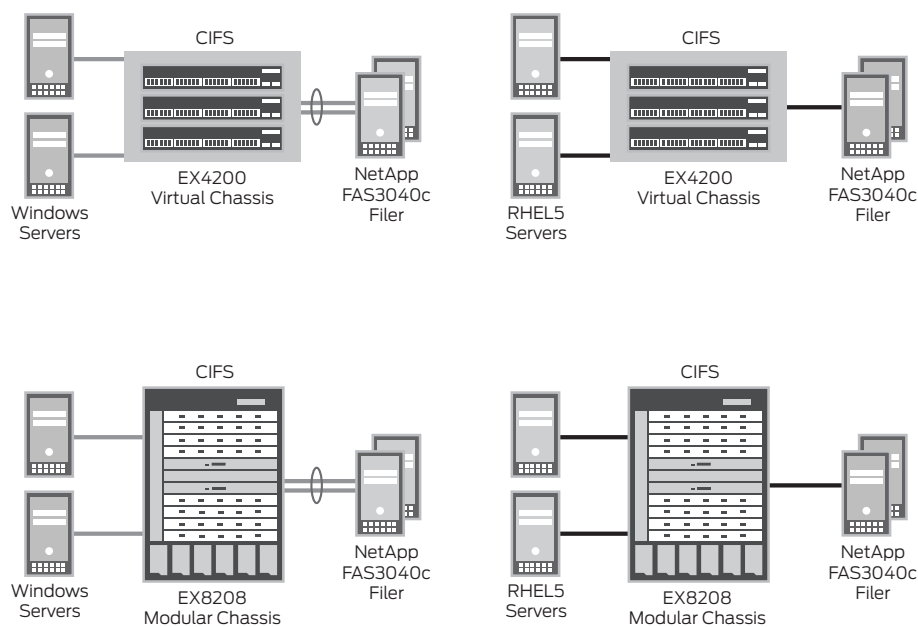 CIFS
EX4200
Virtual Chassis
Windows
Servers
NetApp
FAS3040c
Filer
CIFS
EX4200
Virtual Chassis
RHEL5
Servers
NetApp
FAS3040c
Filer
CIFS
EX8208
Modular Chassis
Windows
Servers
NetApp
FAS3040c
Filer
CIFS
EX8208
Modular Chassis
RHEL5
Servers
NetApp
FAS3040c
Filer